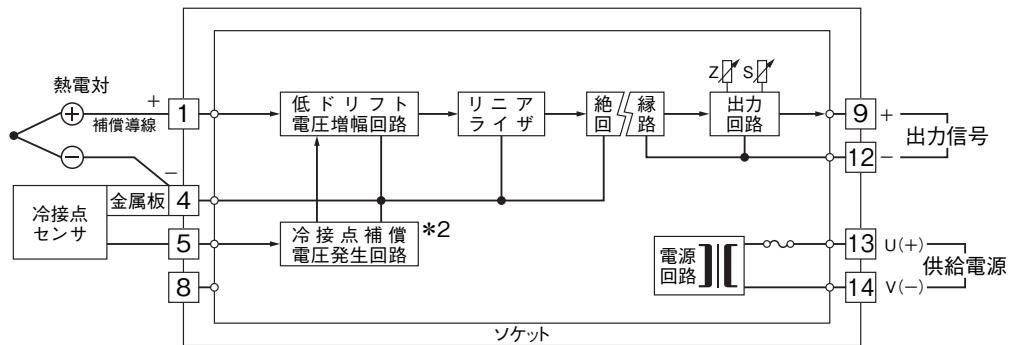 熱電対
+
補償導線
−
1
4
5
8
金属板
冷接点
センサ
低ドリフト
電圧増幅回路
リニア
ライザ
絶縁
回路
Z
S
出力
回路
冷接点補償
電圧発生回路
*2
電源
回路
9
+
12
−
出力信号
13
U(+)
14
V(−)
供給電源
ソケット